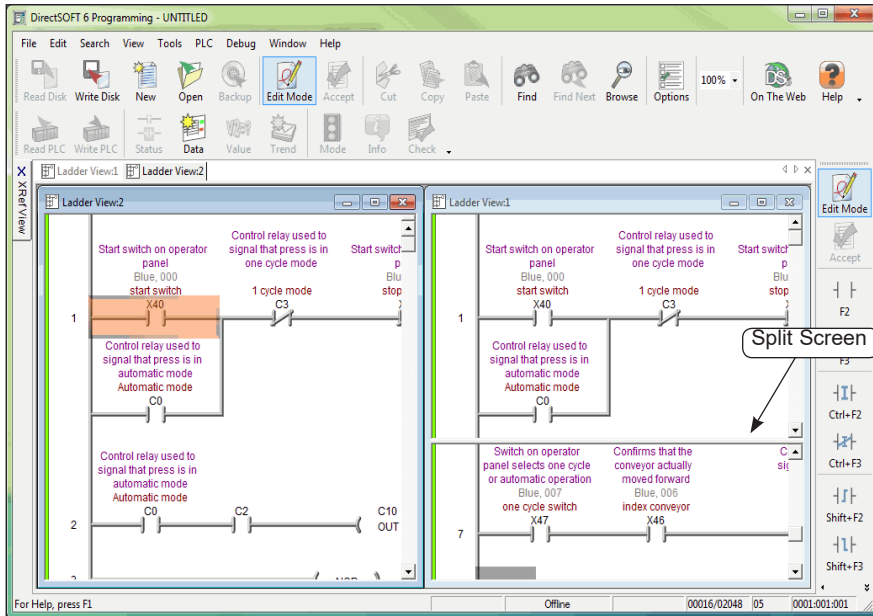 DirectSOFT 6 Programming - UNTITLED
File Edit Search View Tools PLC Debug Window Help
Read Disk Write Disk New Open Backup Edit Mode Accept Cut Copy Paste Find Find Next Browse Options 100% On The Web Help
Read PLC Write PLC Status Data Value Trend Mode Info Check
X XRef View
Ladder View:1 Ladder View:2
Ladder View:2
Start switch on operator
panel
Blue, 000
start switch
X40
Control relay used to
signal that press is in
one cycle mode
1 cycle mode
C3
Start switch
p
Blu
stop
X
1
Control relay used to
signal that press is in
automatic mode
Automatic mode
C0
Control relay used to
signal that press is in
automatic mode
Automatic mode
C0
C2
C10
2
OUT
Ladder View:1
Start switch on operator
panel
Blue, 000
start switch
X40
Control relay used to
signal that press is in
one cycle mode
1 cycle mode
C3
Start switch
p
Blu
stop
1
Control relay used to
signal that press is in
automatic mode
Automatic mode
C0
Split Screen
Switch on operator
panel selects one cycle
or automatic operation
Blue, 007
one cycle switch
X47
Confirms that the
conveyor actually
moved forward
Blue, 006
index conveyor
X46
C
sig
7
Edit Mode
Accept
F2
F3
Ctrl+F2
Ctrl+F3
Shift+F2
Shift+F3
For Help, press F1
Offline
00016/02048
05
0001:001:001